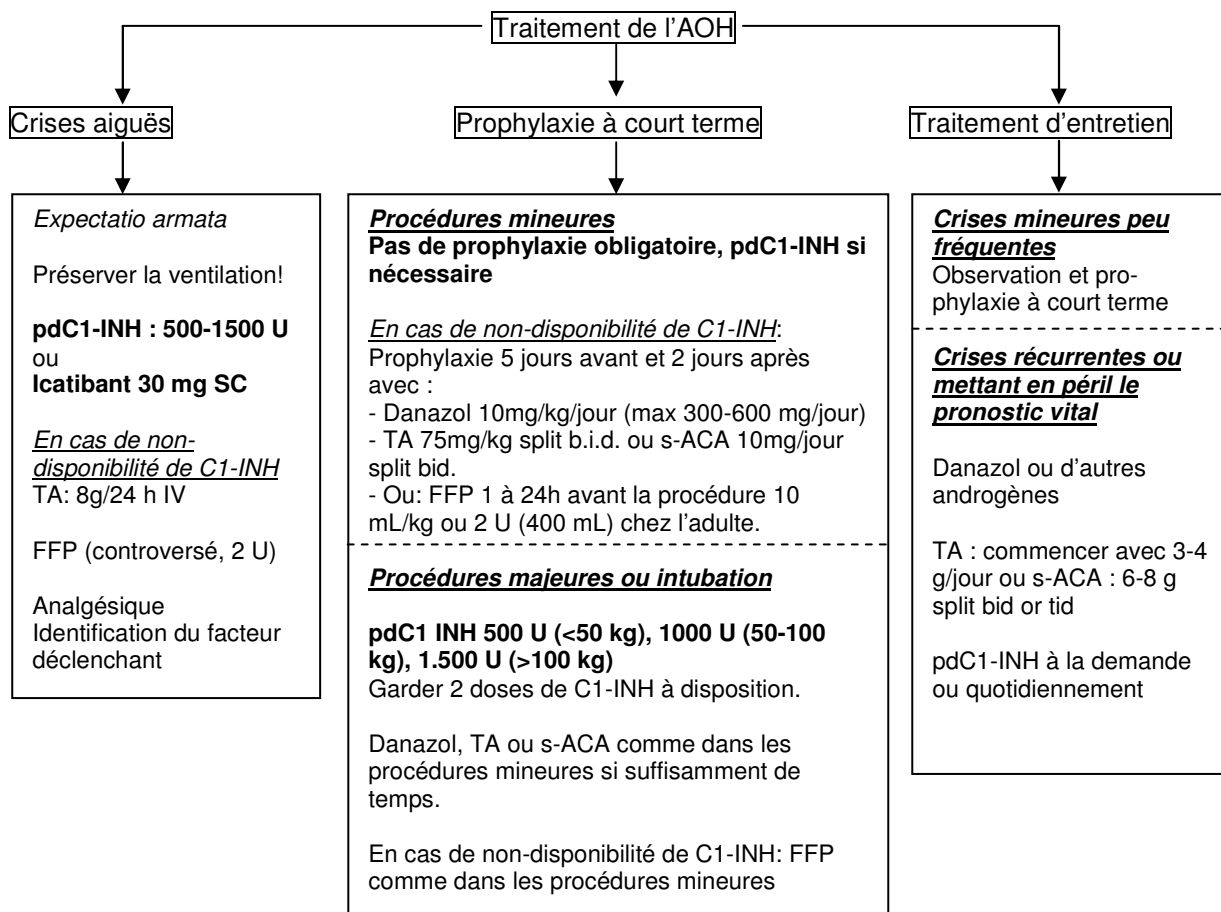 Traitement de l'AOH
Crises aiguës
Prophylaxie à court terme
Traitement d'entretien
Expectatio armata
Préserver la ventilation!
pdC1-INH : 500-1500 U
ou
Icatibant 30 mg SC
En cas de non-
disponibilité de C1-INH
TA: 8g/24 h IV
FFP (controversé, 2 U)
Analgésique
Identification du facteur
déclenchant
Procédures mineures
Pas de prophylaxie obligatoire, pdC1-INH si
nécessaire
En cas de non-disponibilité de C1-INH:
Prophylaxie 5 jours avant et 2 jours après
avec :
- Danazol 10mg/kg/jour (max 300-600 mg/jour)
- TA 75mg/kg split b.i.d. ou s-ACA 10mg/jour
split bid.
- Ou: FFP 1 à 24h avant la procédure 10
mL/kg ou 2 U (400 mL) chez l'adulte.
Procédures majeures ou intubation
pdC1 INH 500 U (<50 kg), 1000 U (50-100
kg), 1.500 U (>100 kg)
Garder 2 doses de C1-INH à disposition.
Danazol, TA ou s-ACA comme dans les
procédures mineures si suffisamment de
temps.
En cas de non-disponibilité de C1-INH: FFP
comme dans les procédures mineures
Crises mineures peu
fréquentes
Observation et pro-
phylaxie à court terme
Crises récurrentes ou
mettant en péril le
pronostic vital
Danazol ou d'autres
androgènes
TA : commencer avec 3-4
g/jour ou s-ACA : 6-8 g
split bid or tid
pdC1-INH à la demande
ou quotidiennement